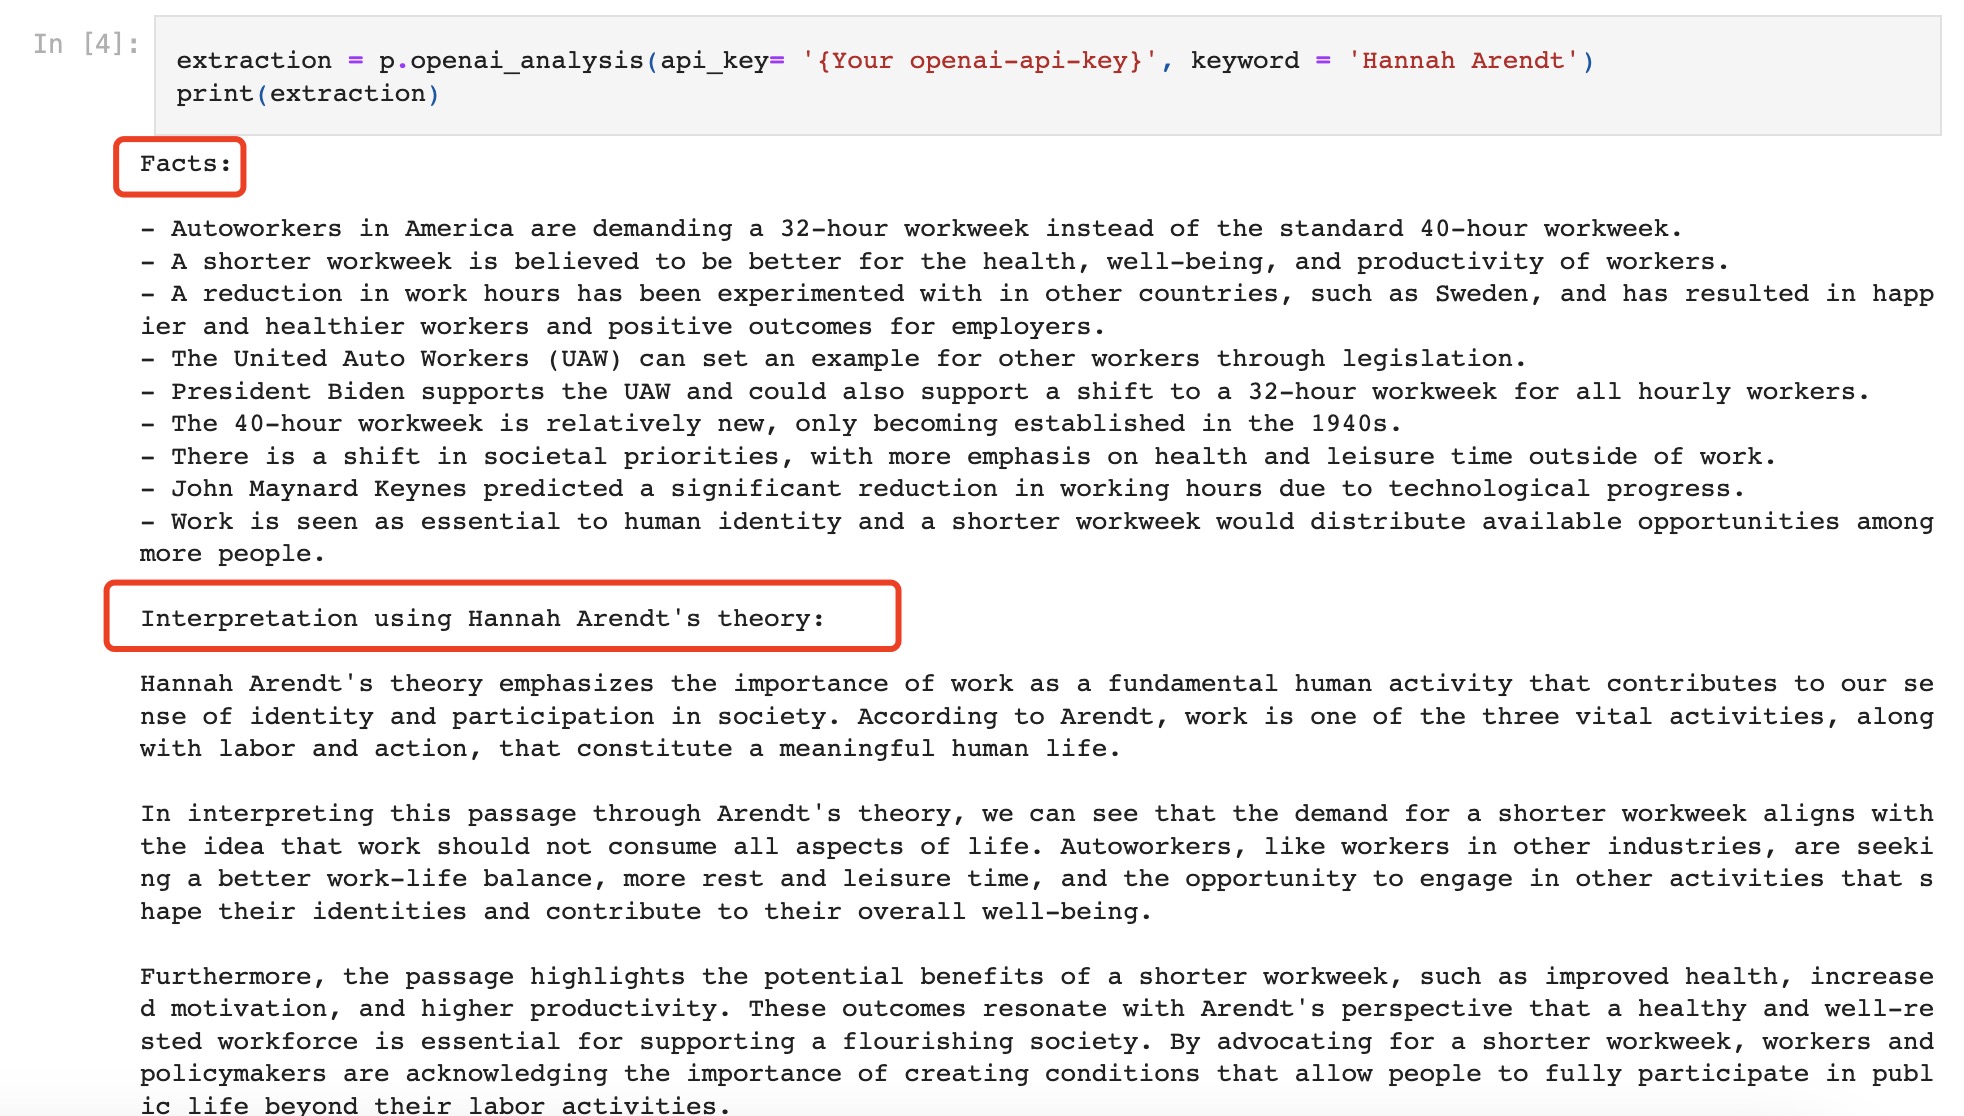 In [4]:
extraction = p.openai_analysis(api_key= '{Your openai-api-key}', keyword = 'Hannah Arendt')
print(extraction)
Facts:
- Autoworkers in America are demanding a 32-hour workweek instead of the standard 40-hour workweek.
- A shorter workweek is believed to be better for the health, well-being, and productivity of workers.
- A reduction in work hours has been experimented with in other countries, such as Sweden, and has resulted in happ
ier and healthier workers and positive outcomes for employers.
- The United Auto Workers (UAW) can set an example for other workers through legislation.
- President Biden supports the UAW and could also support a shift to a 32-hour workweek for all hourly workers.
- The 40-hour workweek is relatively new, only becoming established in the 1940s.
- There is a shift in societal priorities, with more emphasis on health and leisure time outside of work.
- John Maynard Keynes predicted a significant reduction in working hours due to technological progress.
- Work is seen as essential to human identity and a shorter workweek would distribute available opportunities among
more people.
Interpretation using Hannah Arendt's theory:
Hannah Arendt's theory emphasizes the importance of work as a fundamental human activity that contributes to our se
nse of identity and participation in society. According to Arendt, work is one of the three vital activities, along
with labor and action, that constitute a meaningful human life.
In interpreting this passage through Arendt's theory, we can see that the demand for a shorter workweek aligns with
the idea that work should not consume all aspects of life. Autoworkers, like workers in other industries, are seeki
ng a better work-life balance, more rest and leisure time, and the opportunity to engage in other activities that s
hape their identities and contribute to their overall well-being.
Furthermore, the passage highlights the potential benefits of a shorter workweek, such as improved health, increase
d motivation, and higher productivity. These outcomes resonate with Arendt's perspective that a healthy and well-re
sted workforce is essential for supporting a flourishing society. By advocating for a shorter workweek, workers and
policymakers are acknowledging the importance of creating conditions that allow people to fully participate in publ
ic life beyond their labor activities.